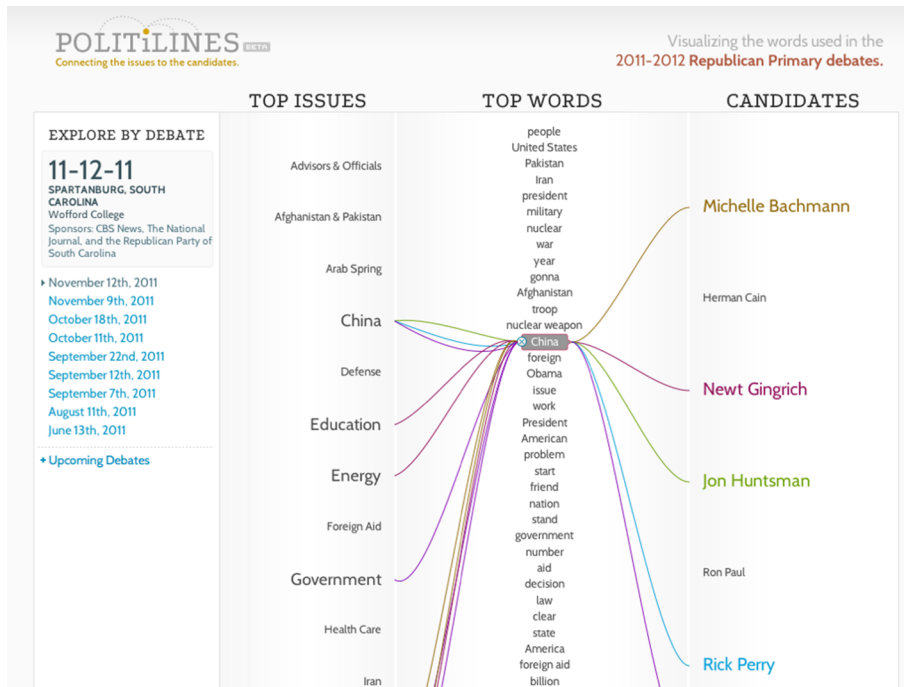 POLITiLINES BETA
Connecting the issues to the candidates.
Visualizing the words used in the
2011-2012 Republican Primary debates.
TOP ISSUES
TOP WORDS
CANDIDATES
EXPLORE BY DEBATE
11-12-11
SPARTANBURG, SOUTH
CAROLINA
Wofford College
Sponsors: CBS News, The National
Journal, and the Republican Party of
South Carolina
November 12th, 2011
November 9th, 2011
October 18th, 2011
October 11th, 2011
September 22nd, 2011
September 12th, 2011
September 7th, 2011
August 11th, 2011
June 13th, 2011
+ Upcoming Debates
Advisors & Officials
Afghanistan & Pakistan
Arab Spring
China
Defense
Education
Energy
Foreign Aid
Government
Health Care
Iran
people
United States
Pakistan
Iran
president
military
nuclear
war
year
gonna
Afghanistan
troop
nuclear weapon
China
foreign
Obama
issue
work
President
American
problem
start
friend
nation
stand
government
number
aid
decision
law
clear
state
America
foreign aid
billion
Michelle Bachmann
Herman Cain
Newt Gingrich
Jon Huntsman
Ron Paul
Rick Perry